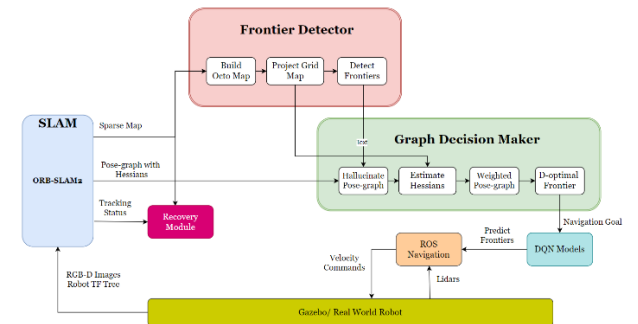 Frontier Detector
Build
Octo Map
Project Grid
Map
Detect
Frontiers
SLAM
ORB-SLAM2
Sparse Map
Pose-graph with
Hessians
Tracking
Status
Recovery
Module
Text
Graph Decision Maker
Hallucinate
Pose-graph
Estimate
Hessians
Weighted
Pose-graph
D-optimal
Frontier
Navigation Goal
DQN Models
Predict
Frontiers
ROS
Navigation
Velocity
Commands
Lidars
RGB-D Images
Robot TF Tree
Gazebo/ Real World Robot